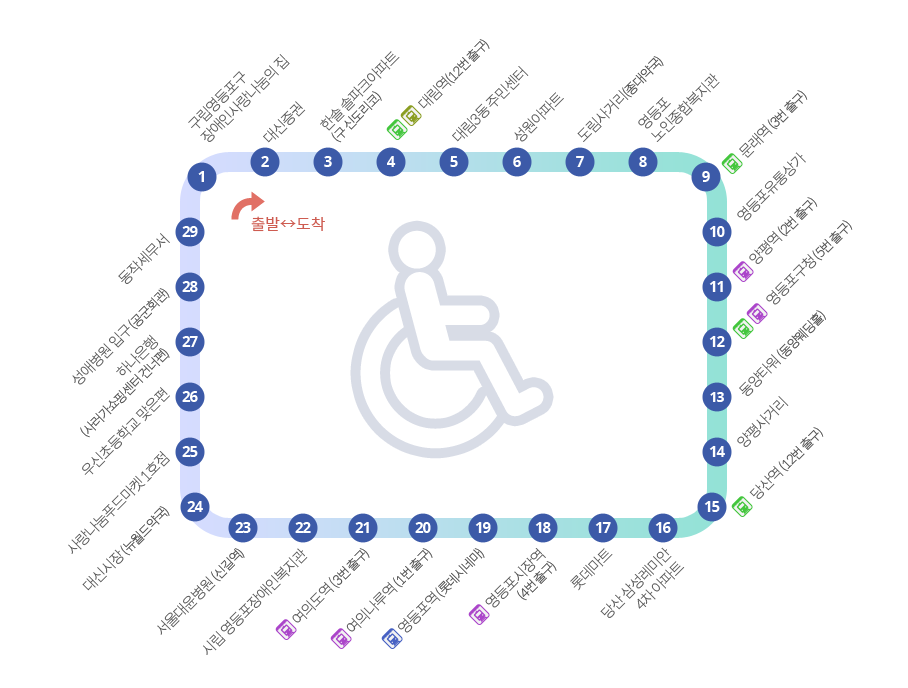 1
구립영등포구
장애인사랑나눔의 집
2
대신증권
3
한솔 솔파크아파트
(구.신도리코)
4
대림역(12번 출구)
5
대림3동 주민센터
6
성원아파트
7
도림사거리(종대약국)
8
영등포
노인종합복지관
9
문래역 (3번 출구)
10
영등포유통상가
11
양평역 (2번 출구)
12
영등포구청 (5번 출구)
13
동양타워 (동양웨딩홀)
14
양평사거리
15
당산역 (12번 출구)
16
당산 삼성래미안
4차 아파트
17
롯데마트
18
영등포시장역
(4번 출구)
19
영등포역 (롯데시네마)
20
여의나루역 (1번 출구)
21
여의도역 (3번 출구)
22
시립 영등포장애인복지관
23
서울대윤병원 (신길역)
24
대신시장 (뉴월드약국)
25
사랑나눔푸드마켓 1호점
26
우신초등학교 맞은편
27
하나은행
(사러가쇼핑센터 건너편)
28
성애병원 입구 (공군회관)
29
동작세무서
출발↔도착